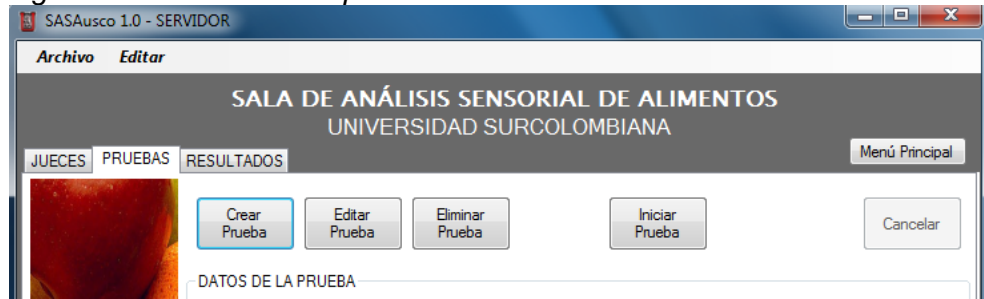 SASAusco 1.0 - SERVIDOR
Archivo Editar
SALA DE ANÁLISIS SENSORIAL DE ALIMENTOS
UNIVERSIDAD SURCOLOMBIANA
Menú Principal
JUECES PRUEBAS RESULTADOS
Crear Prueba
Editar Prueba
Eliminar Prueba
Iniciar Prueba
Cancelar
DATOS DE LA PRUEBA